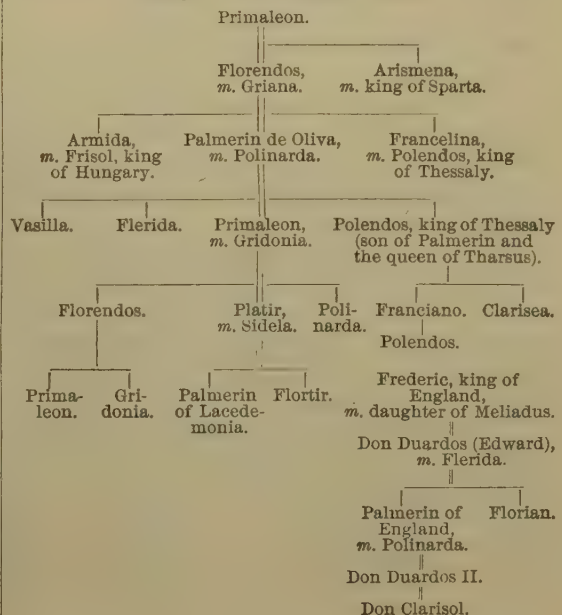 Primaleon.
Florendos, Arismena,
m. Griana. m. king of Sparta.
Armida, Palmerin de Oliva, Francelina,
m. Frisol, king m. Polinarda. m. Polendos, king
of Hungary. of Thessaly.
Vasilla. Flerida. Primaleon, Polendos, king of Thessaly
m. Gridonia. (son of Palmerin and
the queen of Tharsus).
Florendos. Platir, Poli- Franciano. Clarisea.
m. Sidela. narda.
Polendos.
Prima- Gri- Palmerin Flortir. Frederic, king of
leon. donia. of Lacede- England,
monia. m. daughter of Meliadus.
Don Duardos (Edward),
m. Flerida.
Palmerin of Florian.
England,
m. Polinarda.
Don Duardos II.
Don Clarisol.